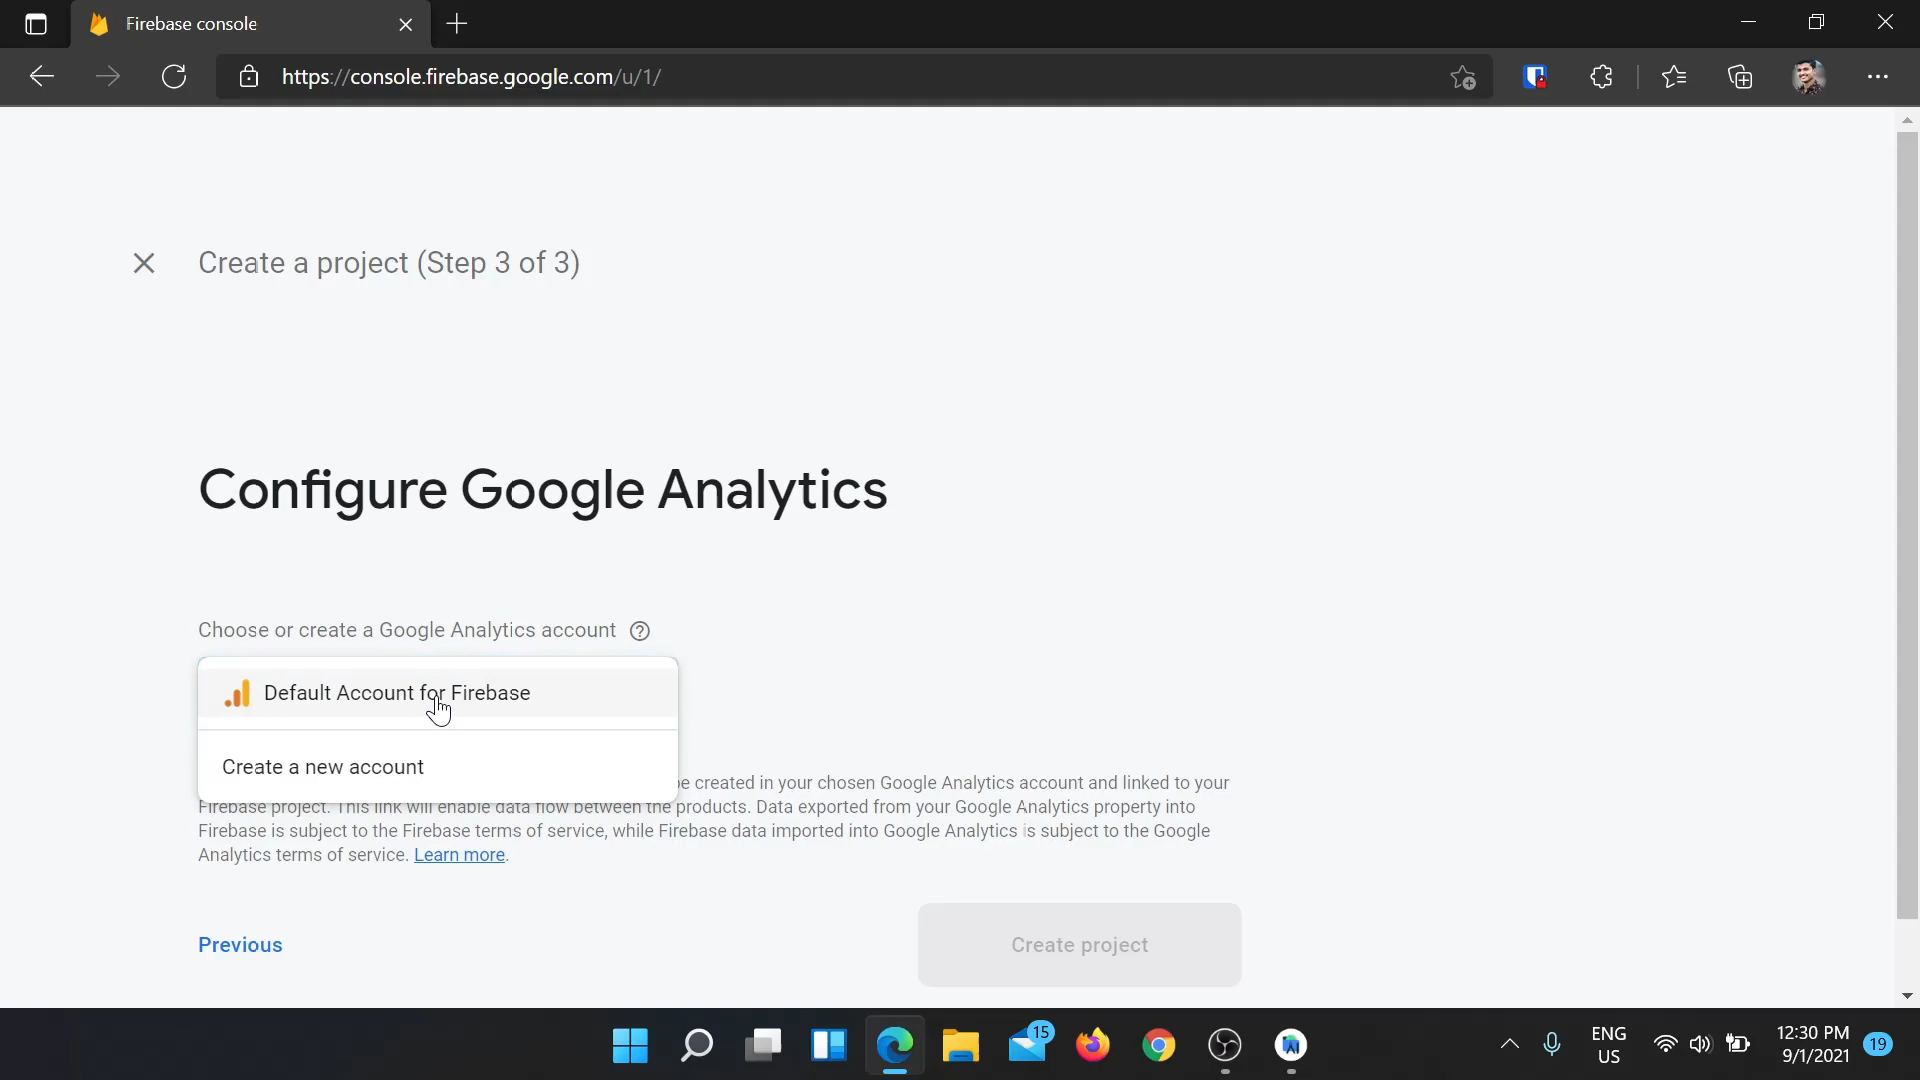 Firebase console
https://console.firebase.google.com/u/1/
Create a project (Step 3 of 3)
Configure Google Analytics
Choose or create a Google Analytics account
Default Account for Firebase
Create a new account
be created in your chosen Google Analytics account and linked to your
Firebase project. This link will enable data flow between the products. Data exported from your Google Analytics property into
Firebase is subject to the Firebase terms of service, while Firebase data imported into Google Analytics is subject to the Google
Analytics terms of service. Learn more.
Previous
Create project
15
ENG
US
12:30 PM
9/1/2021
19